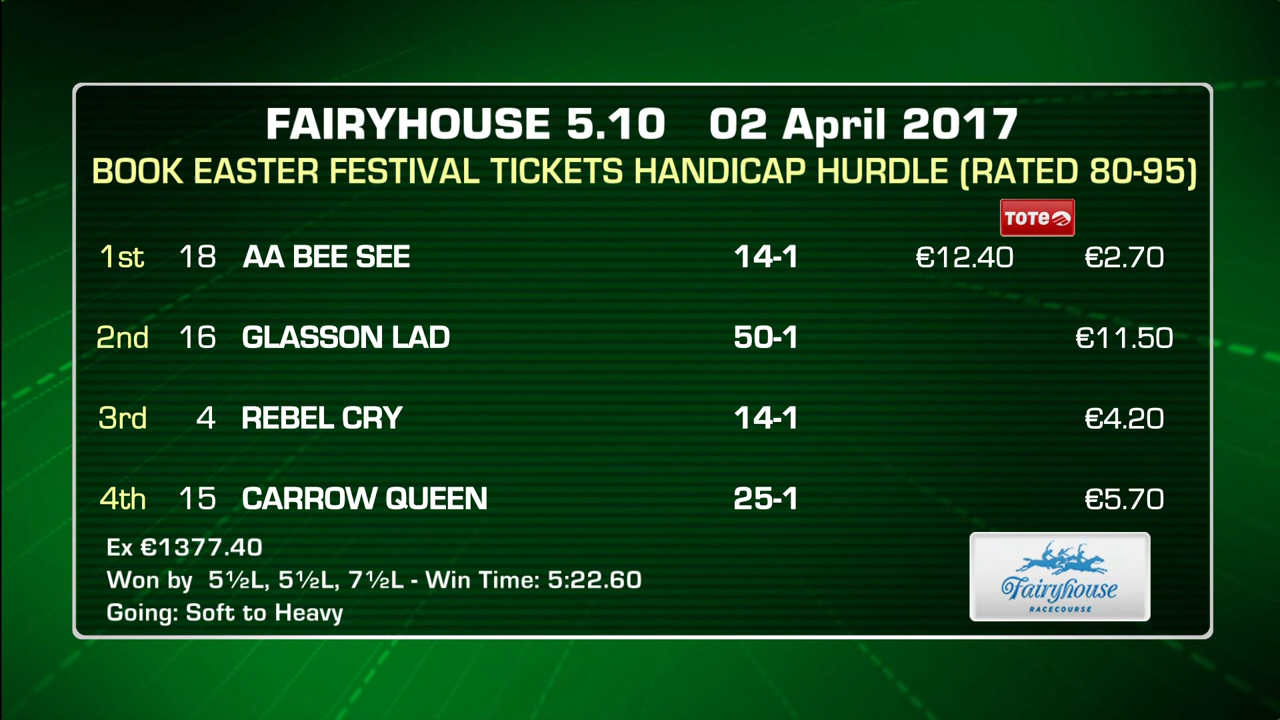 FAIRYHOUSE 5.10 02 April 2017
BOOK EASTER FESTIVAL TICKETS HANDICAP HURDLE (RATED 80-95)
TOTE
1st 18 AA BEE SEE 14-1 €12.40 €2.70
2nd 16 GLASSON LAD 50-1 €11.50
3rd 4 REBEL CRY 14-1 €4.20
4th 15 CARROW QUEEN 25-1 €5.70
Ex €1377.40
Won by 5½L, 5½L, 7½L - Win Time: 5:22.60
Going: Soft to Heavy
Fairyhouse
RACECOURSE